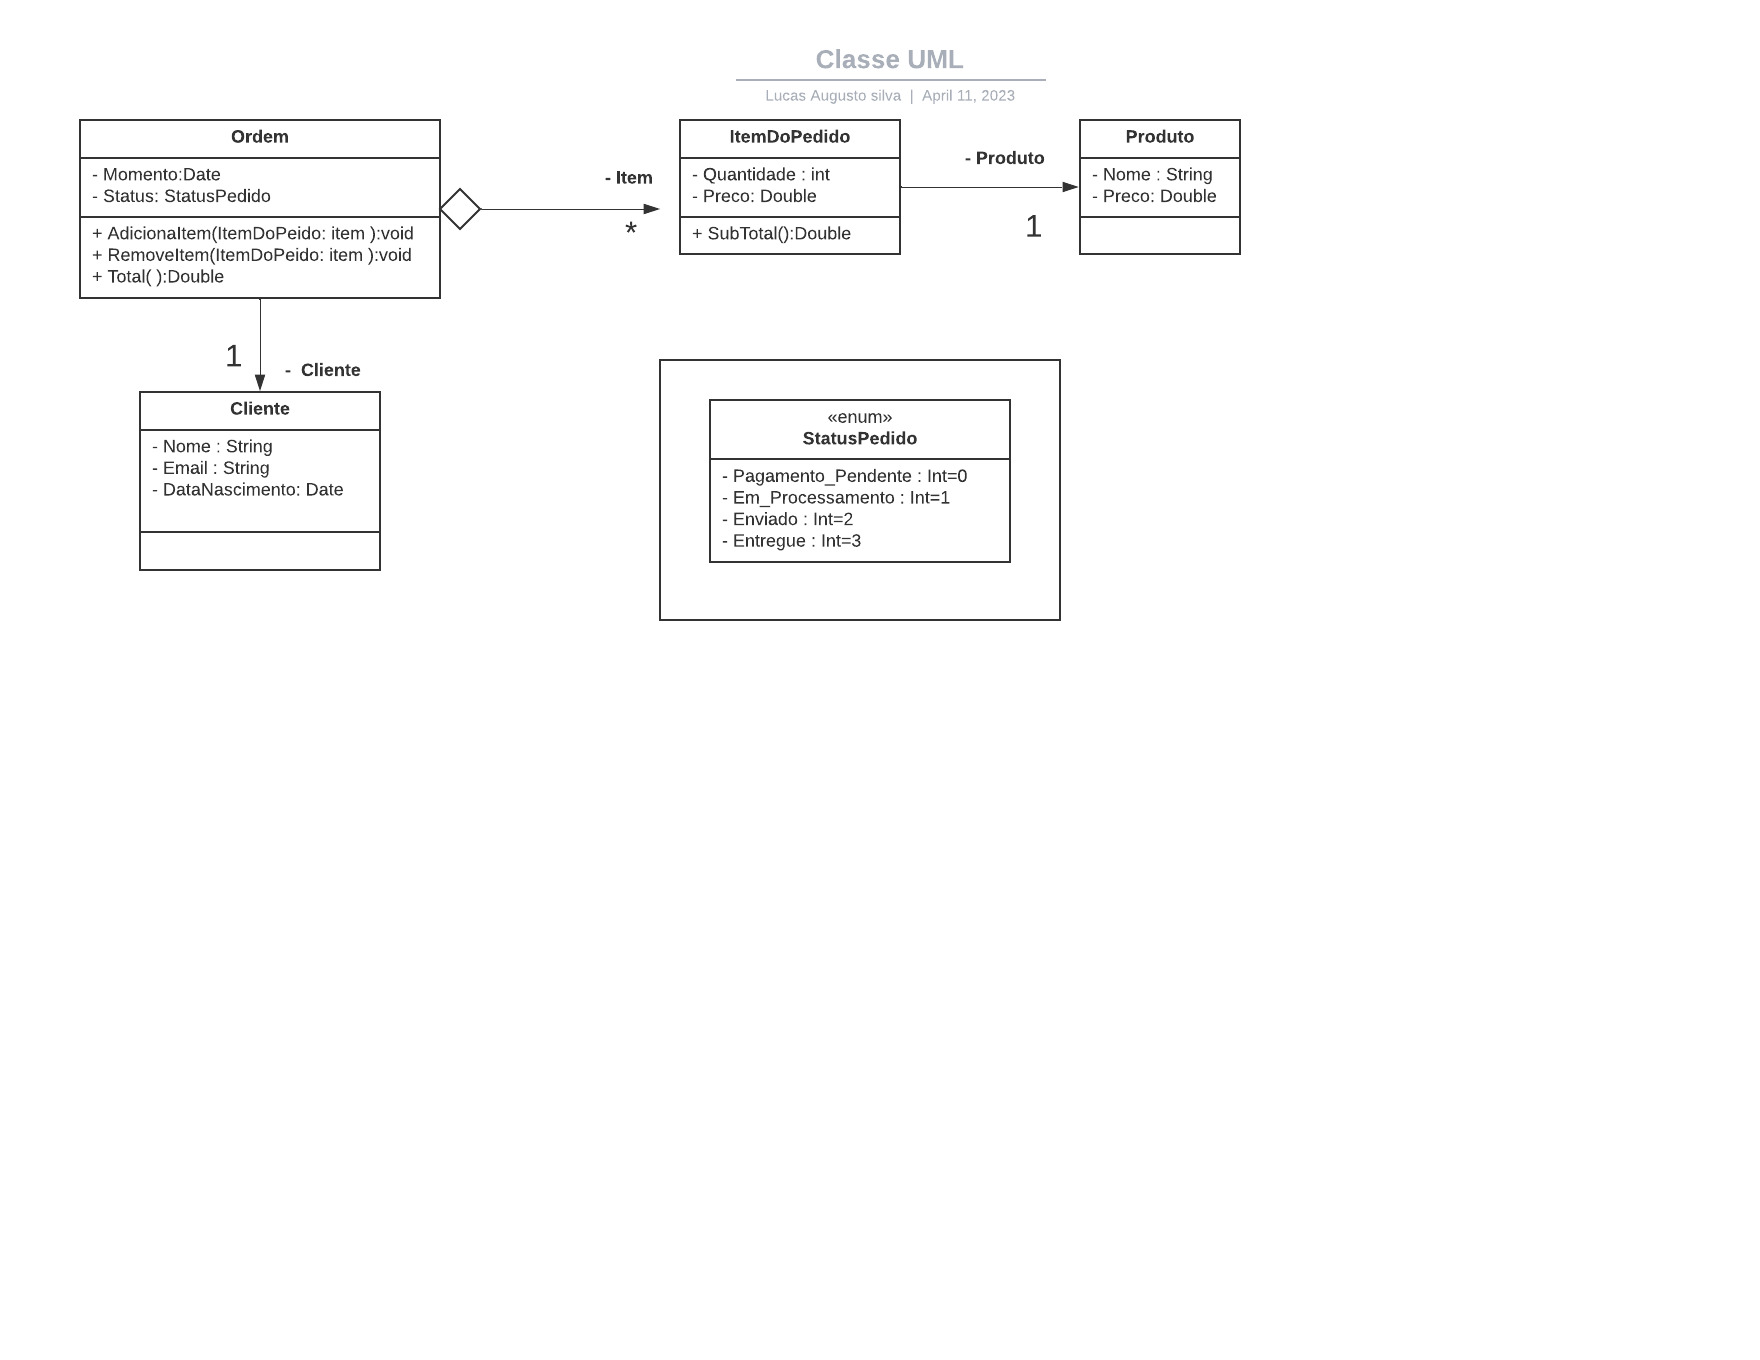 Classe UML
Lucas Augusto silva | April 11, 2023
Ordem
- Momento:Date
- Status: StatusPedido
+ AdicionaItem(ItemDoPeido: item ):void
+ RemoveItem(ItemDoPeido: item ):void
+ Total( ):Double
- Item
*
ItemDoPedido
- Quantidade : int
- Preco: Double
+ SubTotal():Double
- Produto
1
Produto
- Nome : String
- Preco: Double
1
- Cliente
Cliente
- Nome : String
- Email : String
- DataNascimento: Date
«enum»
StatusPedido
- Pagamento_Pendente : Int=0
- Em_Processamento : Int=1
- Enviado : Int=2
- Entregue : Int=3